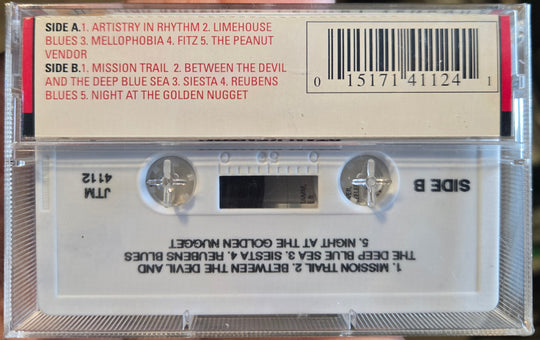 SIDE A.1. ARTISTRY IN RHYTHM 2. LIMEHOUSE
BLUES 3. MELLOPHOBIA 4. FITZ 5. THE PEANUT
VENDOR
SIDE B.1. MISSION TRAIL 2. BETWEEN THE DEVIL
AND THE DEEP BLUE SEA 3. SIESTA 4. REUBENS
BLUES 5. NIGHT AT THE GOLDEN NUGGET
0 15171 41124 1
SIDE B
JTM
4112
1. MISSION TRAIL 2. BETWEEN THE DEVIL AND
THE DEEP BLUE SEA 3. SIESTA 4. REUBENS BLUES
5. NIGHT AT THE GOLDEN NUGGET